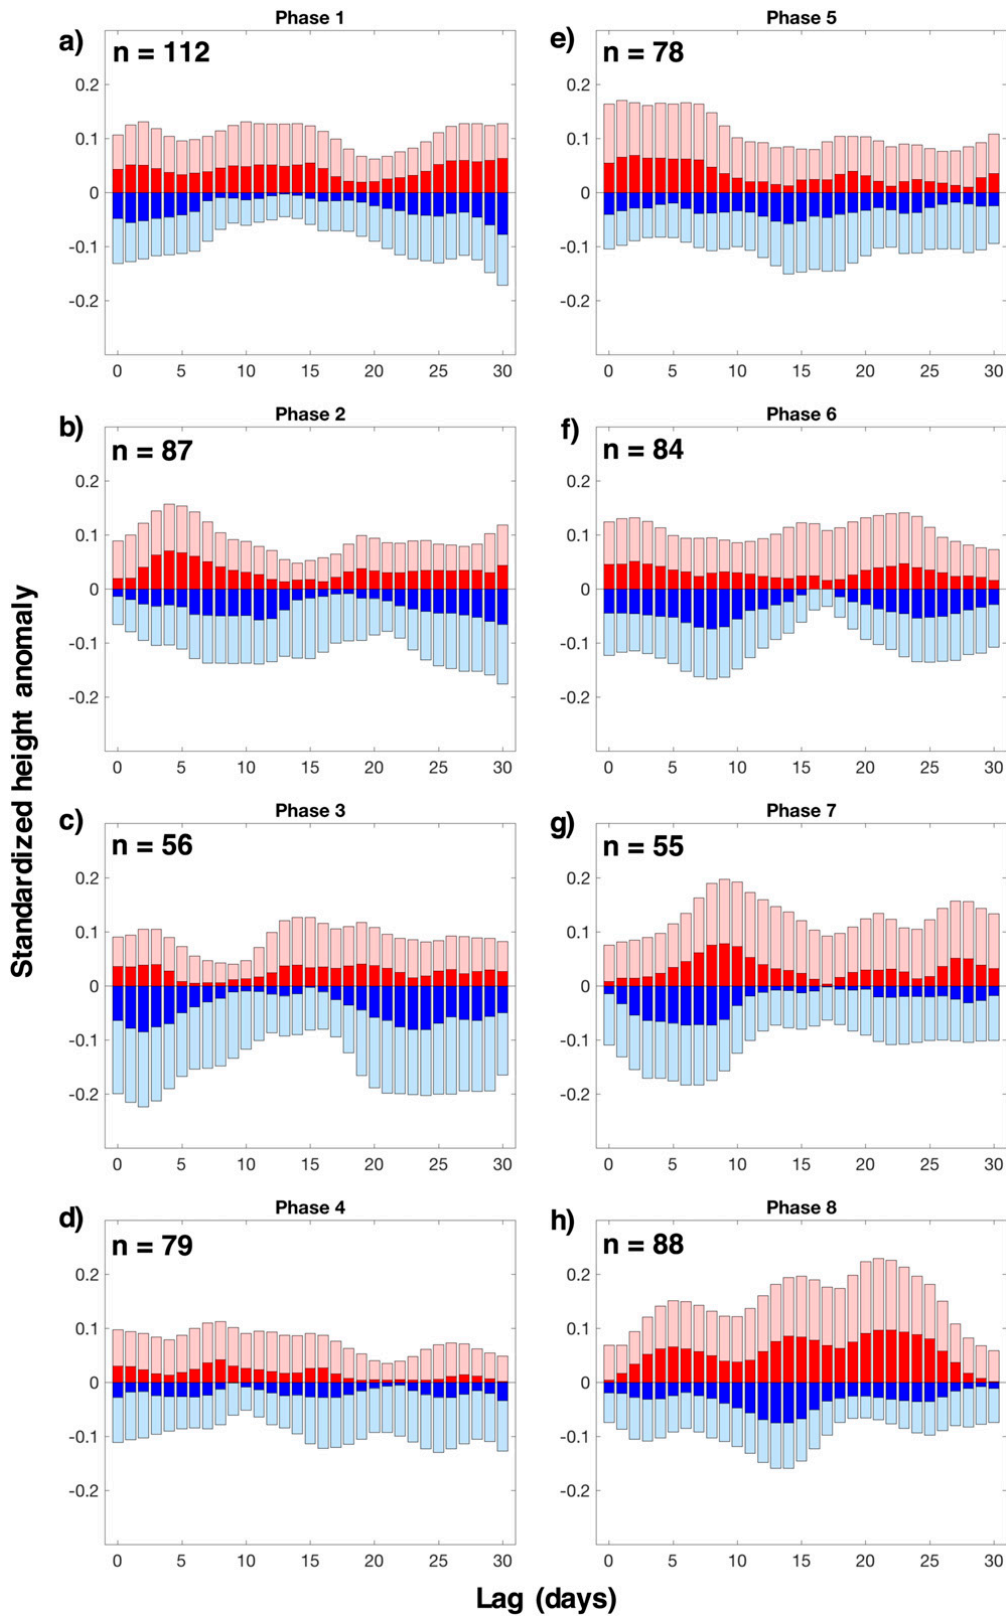 Phase 1
a)
n = 112
0.2
0.1
0
-0.1
-0.2
0 5 10 15 20 25 30
Phase 5
e)
n = 78
0.2
0.1
0
-0.1
-0.2
0 5 10 15 20 25 30
Phase 2
b)
n = 87
0.2
0.1
0
-0.1
-0.2
0 5 10 15 20 25 30
Phase 6
f)
n = 84
0.2
0.1
0
-0.1
-0.2
0 5 10 15 20 25 30
Phase 3
c)
n = 56
0.2
0.1
0
-0.1
-0.2
0 5 10 15 20 25 30
Phase 7
g)
n = 55
0.2
0.1
0
-0.1
-0.2
0 5 10 15 20 25 30
Phase 4
d)
n = 79
0.2
0.1
0
-0.1
-0.2
0 5 10 15 20 25 30
Phase 8
h)
n = 88
0.2
0.1
0
-0.1
-0.2
0 5 10 15 20 25 30
Standardized height anomaly
Lag (days)